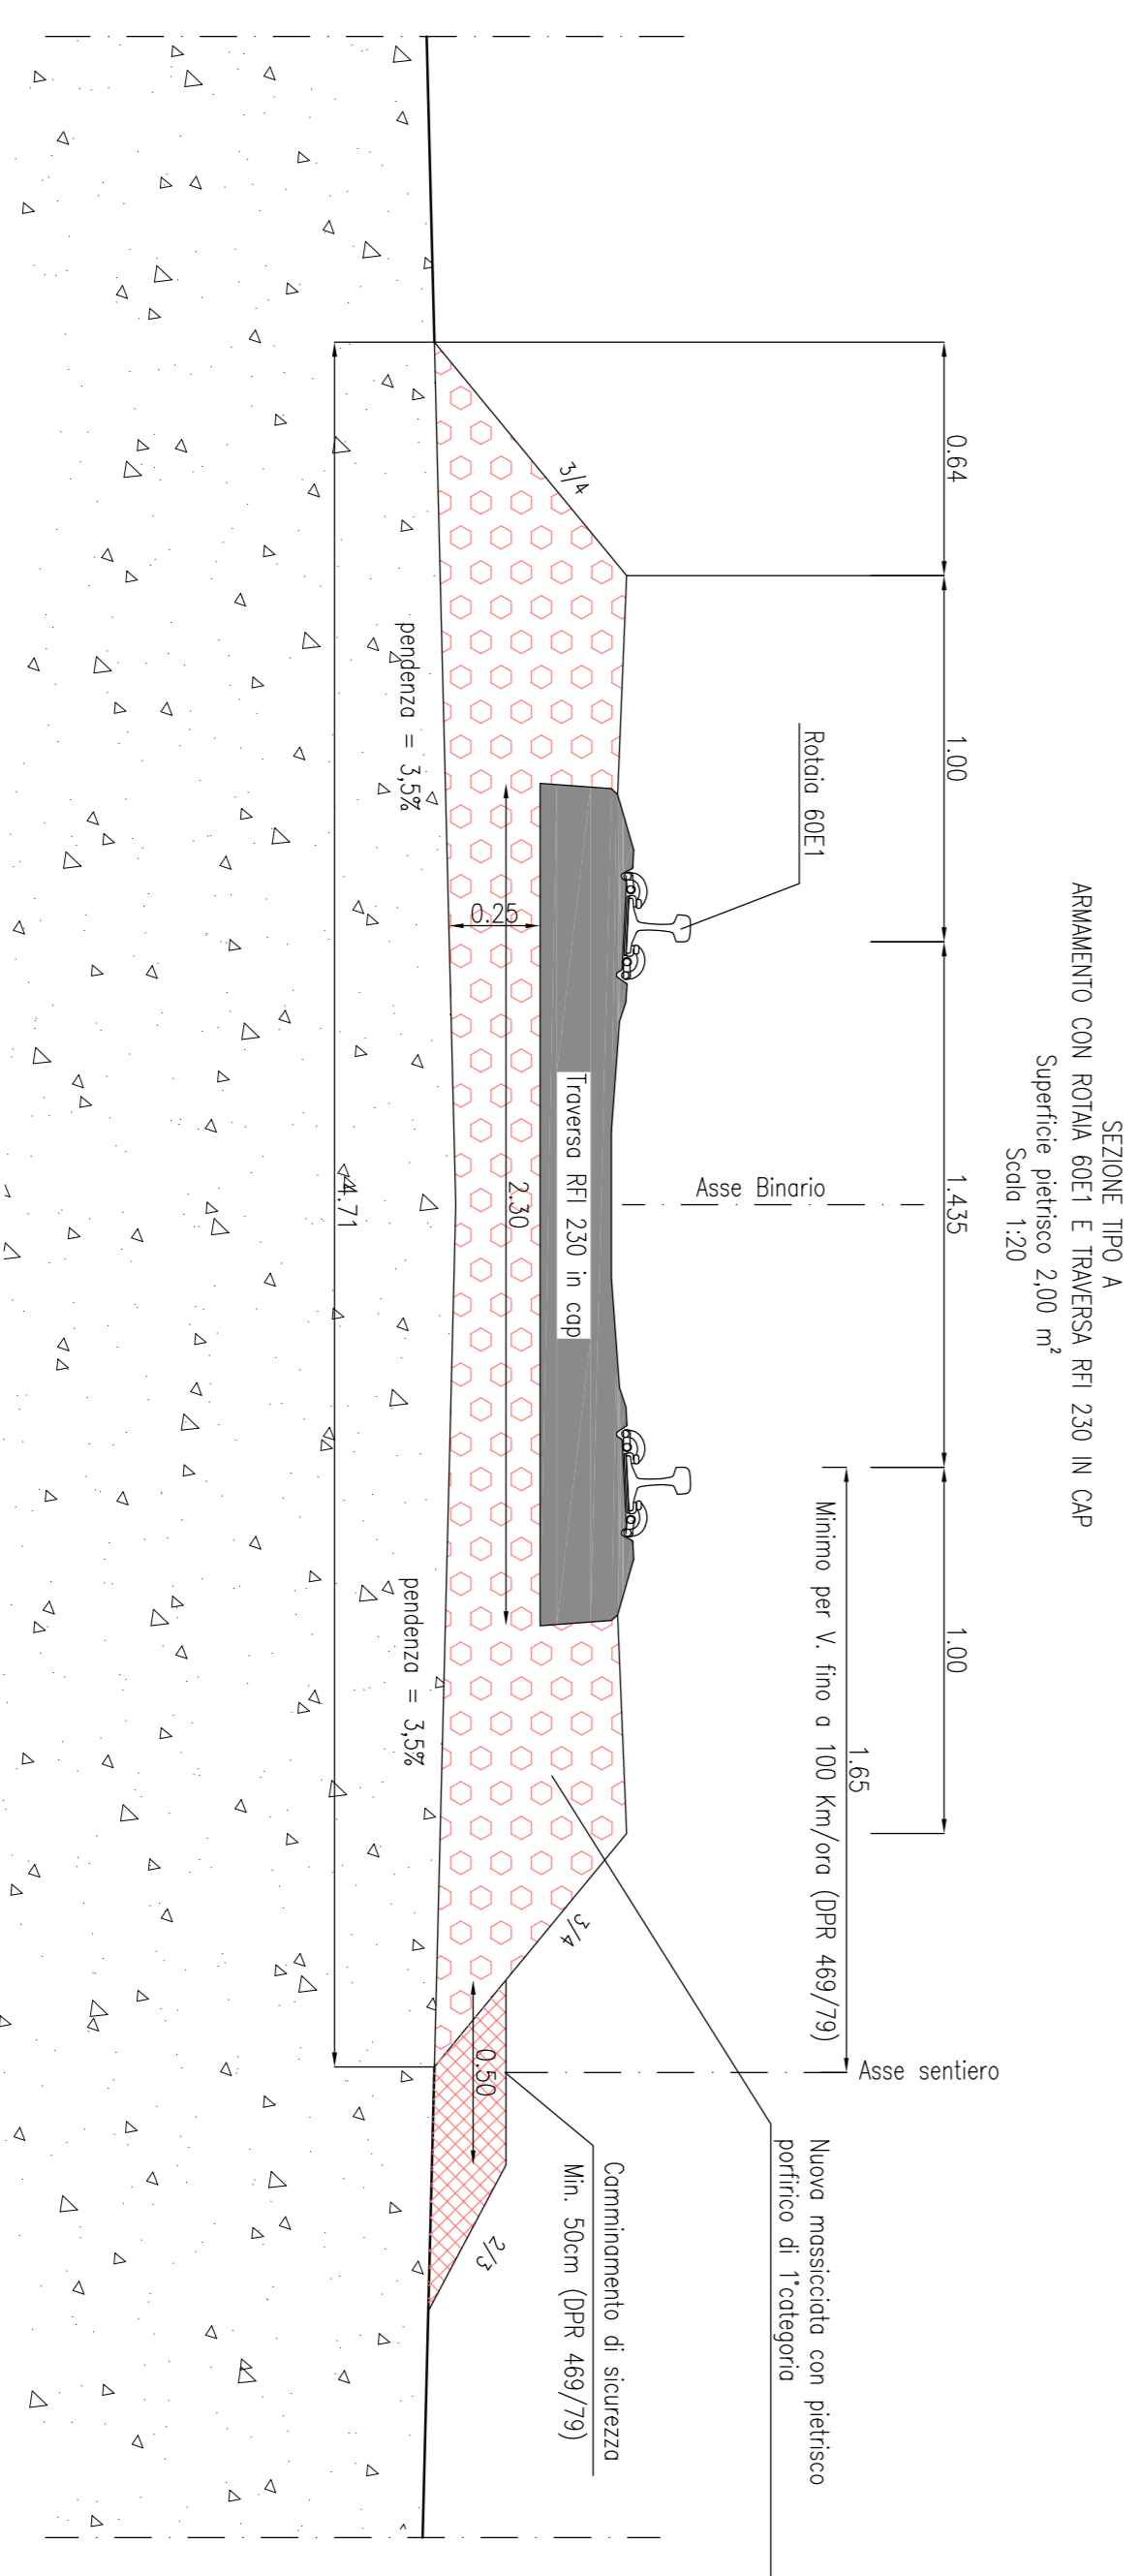 SEZIONE TIPO A
ARMAMENTO CON ROTAIA 60E1 E TRAVERSA RFI 230 IN CAP
Superficie pietrisco 2,00 m²
Scala 1:20
0.64
1.00
1.435
1.00
1.65
Minimo per V. fino a 100 Km/ora (DPR 469/79)
Asse sentiero
Rotaia 60E1
Asse Binario
Nuova massicciata con pietrisco
porfirico di 1°categoria
Camminamento di sicurezza
Min. 50cm (DPR 469/79)
3/4
Traversa RFI 230 in cap
3/4
2/3
0.25
2.30
0.50
pendenza = 3,5%
pendenza = 3,5%
4.71